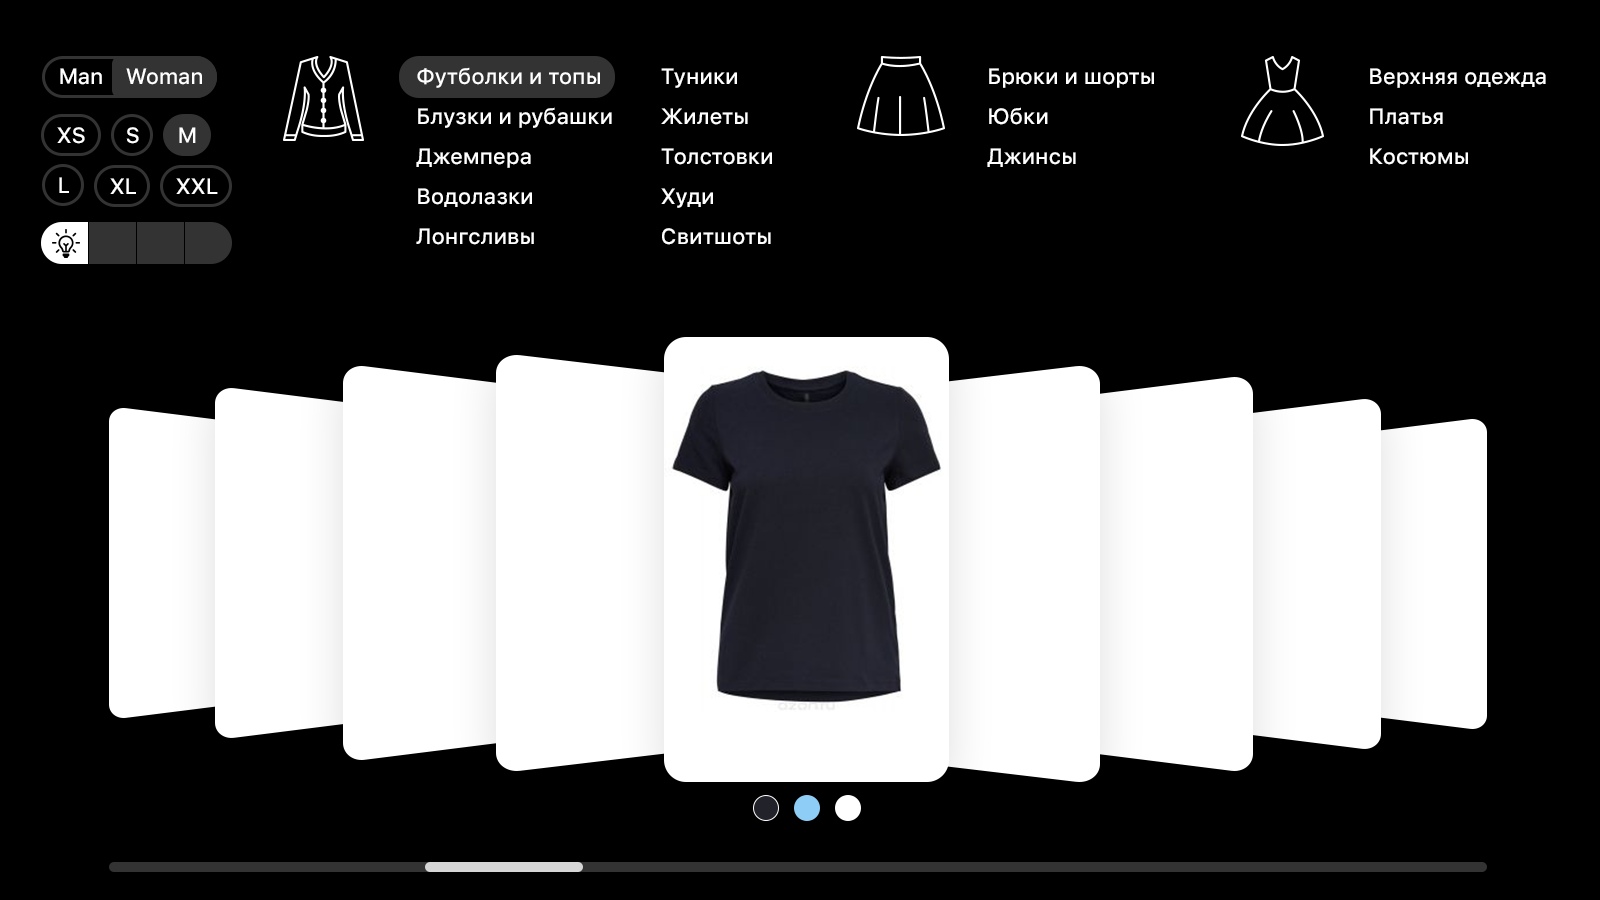 Man Woman
XS S M
L XL XXL
Футболки и топы
Блузки и рубашки
Джемпера
Водолазки
Лонгсливы
Туники
Жилеты
Толстовки
Худи
Свитшоты
Брюки и шорты
Юбки
Джинсы
Верхняя одежда
Платья
Костюмы